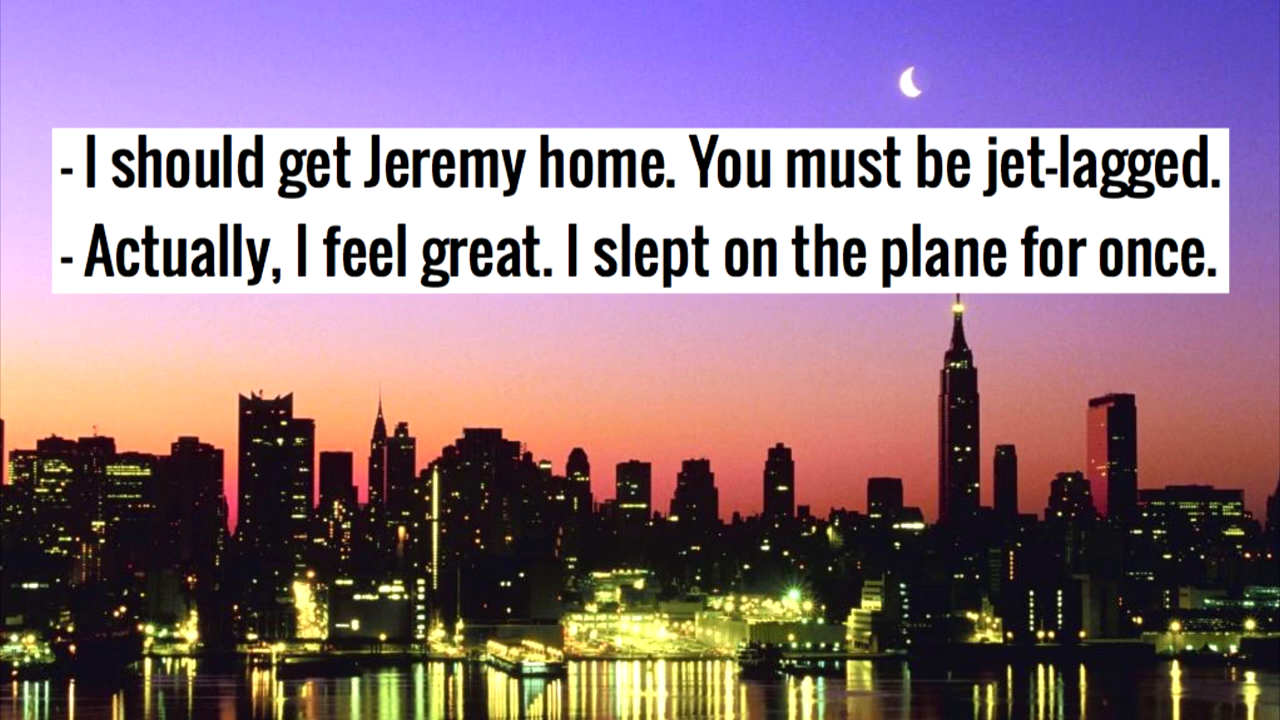 - I should get Jeremy home. You must be jet-lagged.
- Actually, I feel great. I slept on the plane for once.